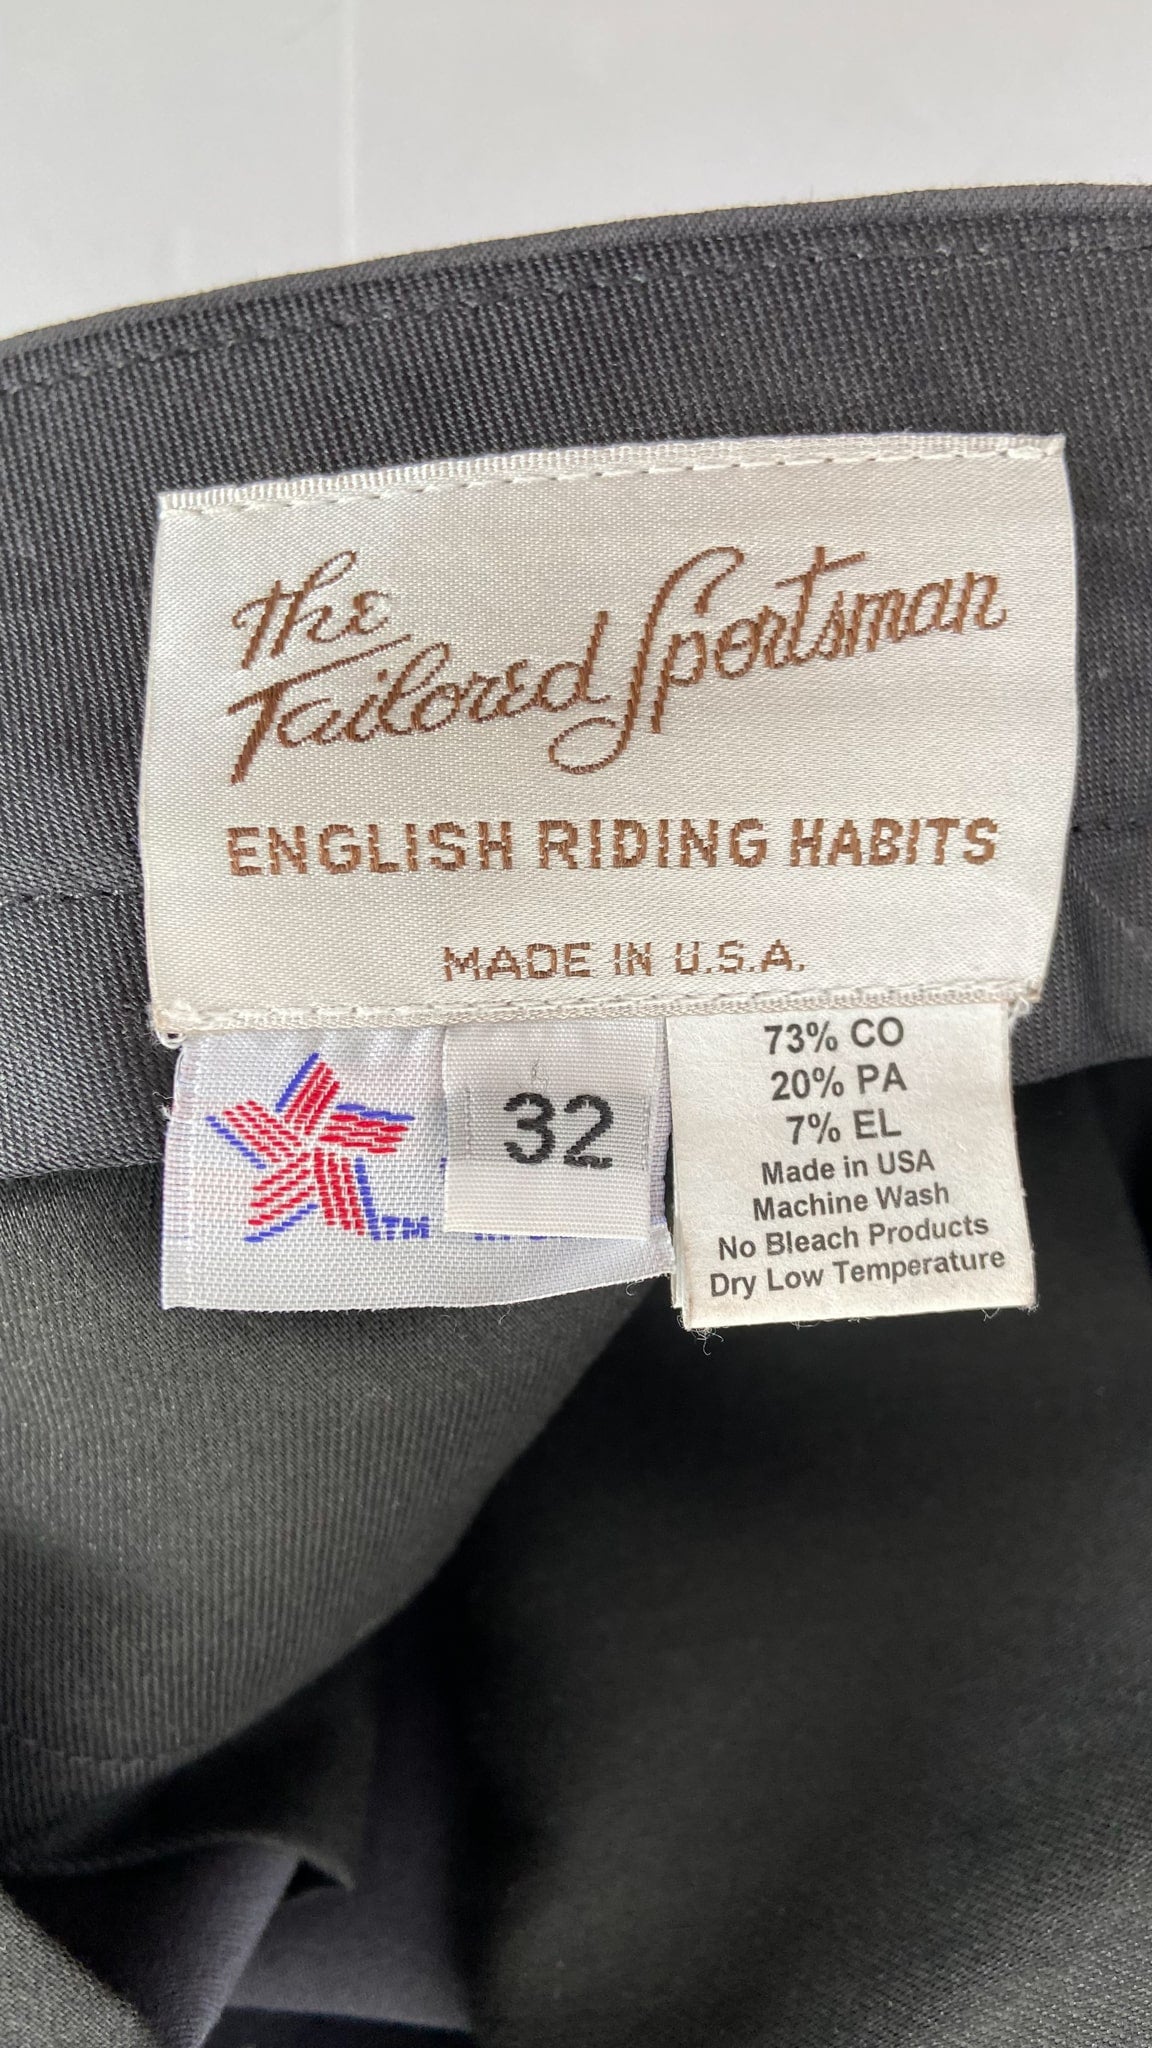 The
Tailored Sportsman
ENGLISH RIDING HABITS
MADE IN U.S.A.
TM
32
73% CO
20% PA
7% EL
Made in USA
Machine Wash
No Bleach Products
Dry Low Temperature